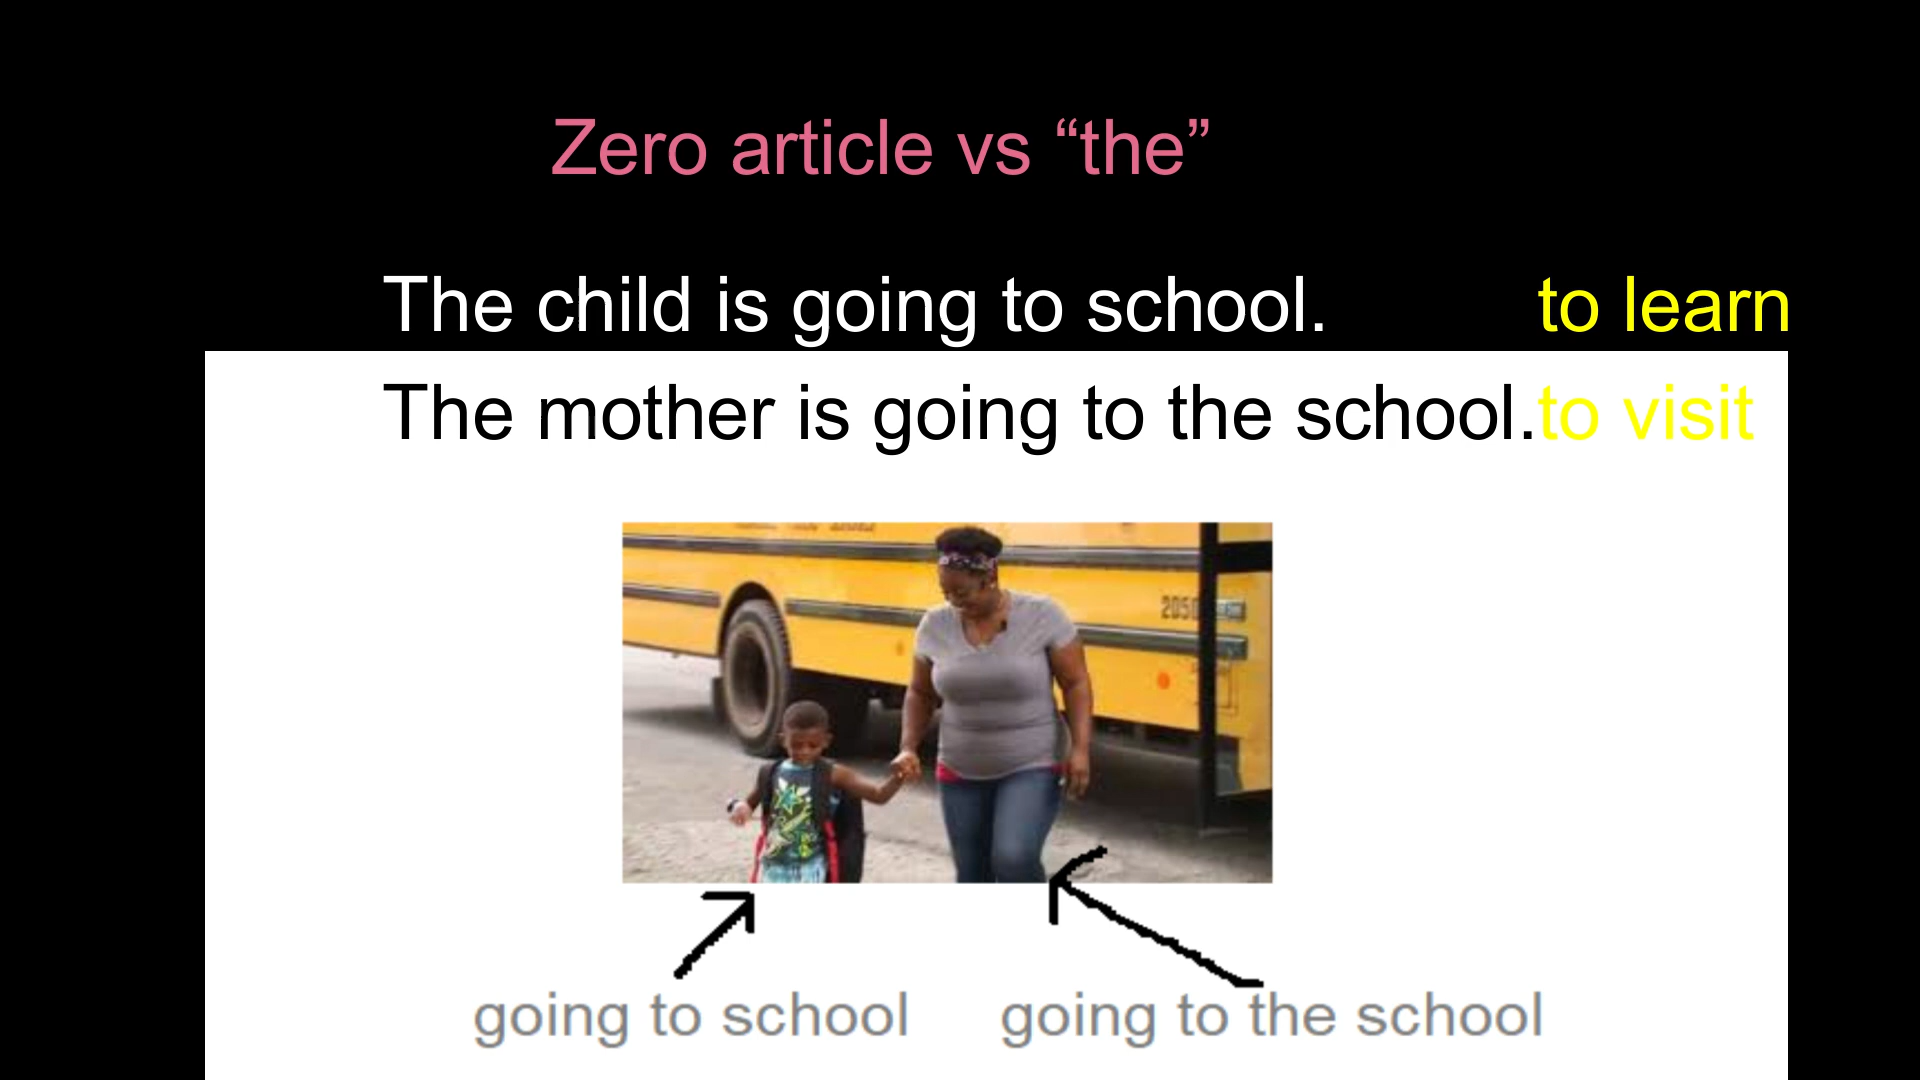 Zero article vs “the”
The child is going to school. to learn
The mother is going to the school. to visit
2050
going to school going to the school